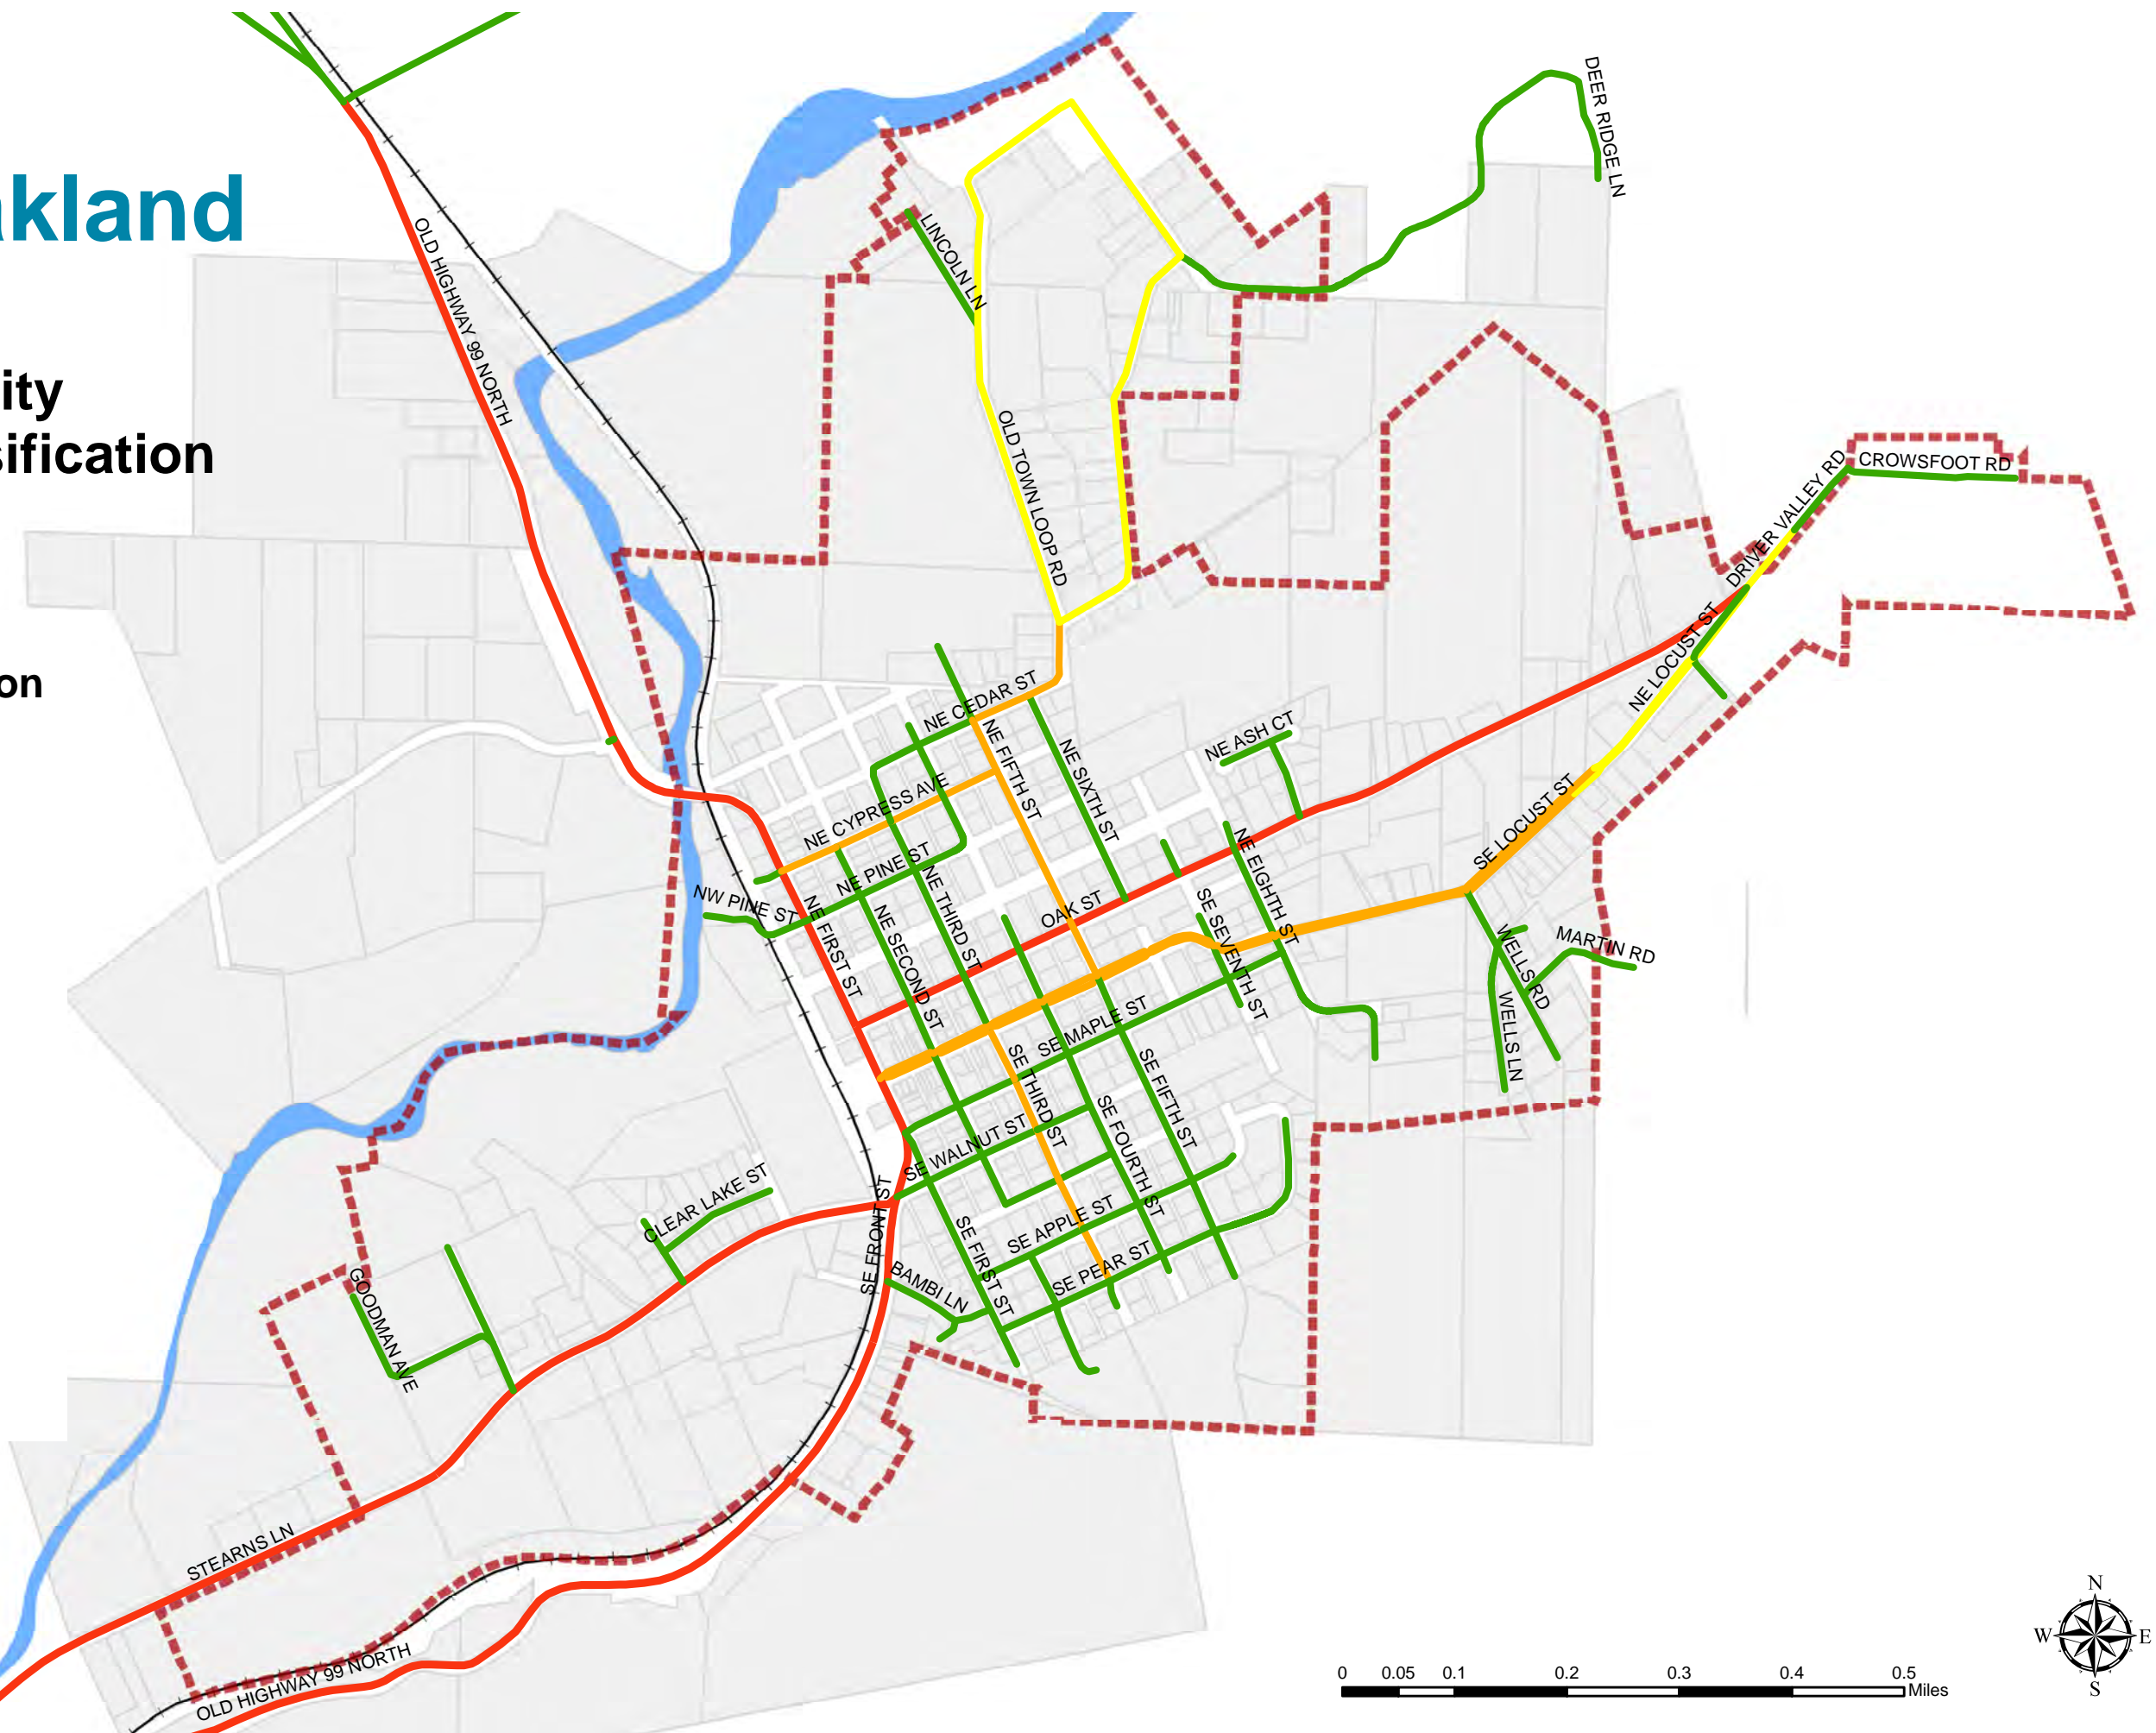 akland
ity
sification
on
DEER RIDGE LN
OLD HIGHWAY 99 NORTH
LINCOLN LN
OLD TOWN LOOP RD
CROWSFOOT RD
DRIVER VALLEY RD
NE LOCUST ST
NE CEDAR ST
NE FIFTH ST
NE SIXTH ST
NE ASH CT
NE CYPRESS AVE
SE LOCUST ST
NE PINE ST
NE EIGHTH ST
NW PINE ST
NE FIRST ST
NE SECOND ST
NE THIRD ST
OAK ST
SE SEVENTH ST
WELLS RD
MARTIN RD
WELLS LN
SE MAPLE ST
SE THIRD ST
SE FIFTH ST
SE FOURTH ST
SE WALNUT ST
CLEAR LAKE ST
SE FRONT ST
SE FIRST ST
SE APPLE ST
SE PEAR ST
BAMBI LN
GOODMAN AVE
STEARNS LN
OLD HIGHWAY 99 NORTH
N
W E
S
0 0.05 0.1 0.2 0.3 0.4 0.5
Miles